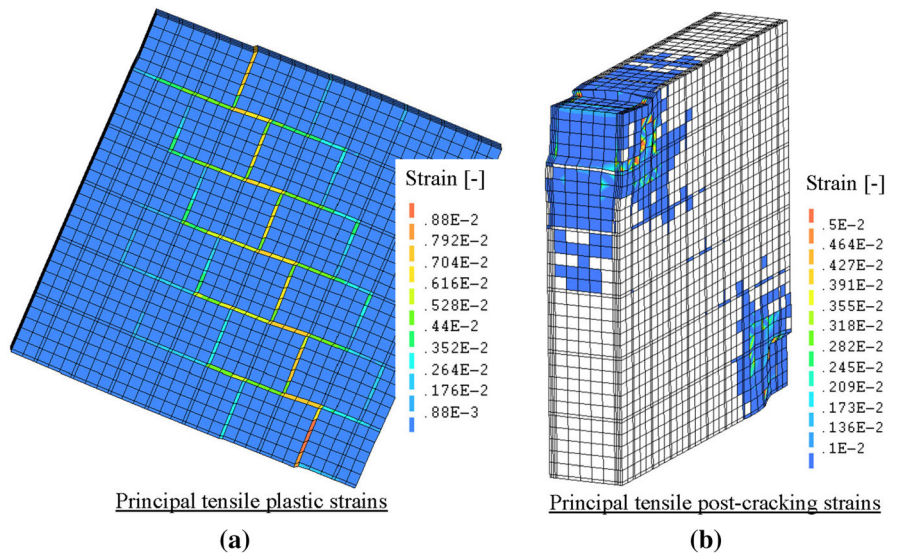 Strain [-]
.88E-2
.792E-2
.704E-2
.616E-2
.528E-2
.44E-2
.352E-2
.264E-2
.176E-2
.88E-3
Principal tensile plastic strains
(a)
Strain [-]
.5E-2
.464E-2
.427E-2
.391E-2
.355E-2
.318E-2
.282E-2
.245E-2
.209E-2
.173E-2
.136E-2
.1E-2
Principal tensile post-cracking strains
(b)